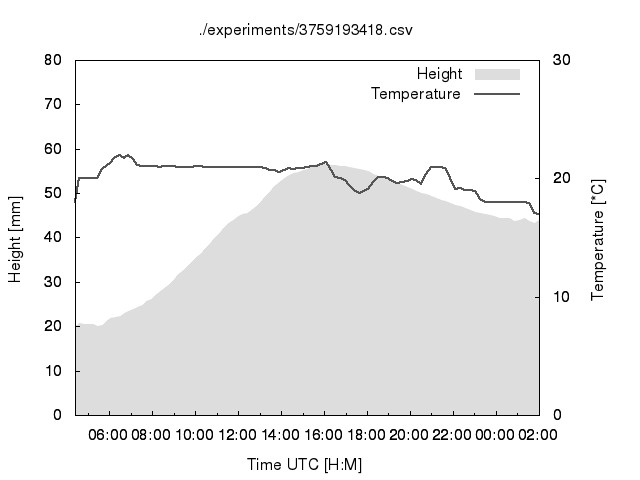 ./experiments/3759193418.csv
80
70
60
50
40
30
20
10
0
30
20
10
0
Height
Temperature
Height [mm]
Temperature [*C]
06:00 08:00 10:00 12:00 14:00 16:00 18:00 20:00 22:00 00:00 02:00
Time UTC [H:M]